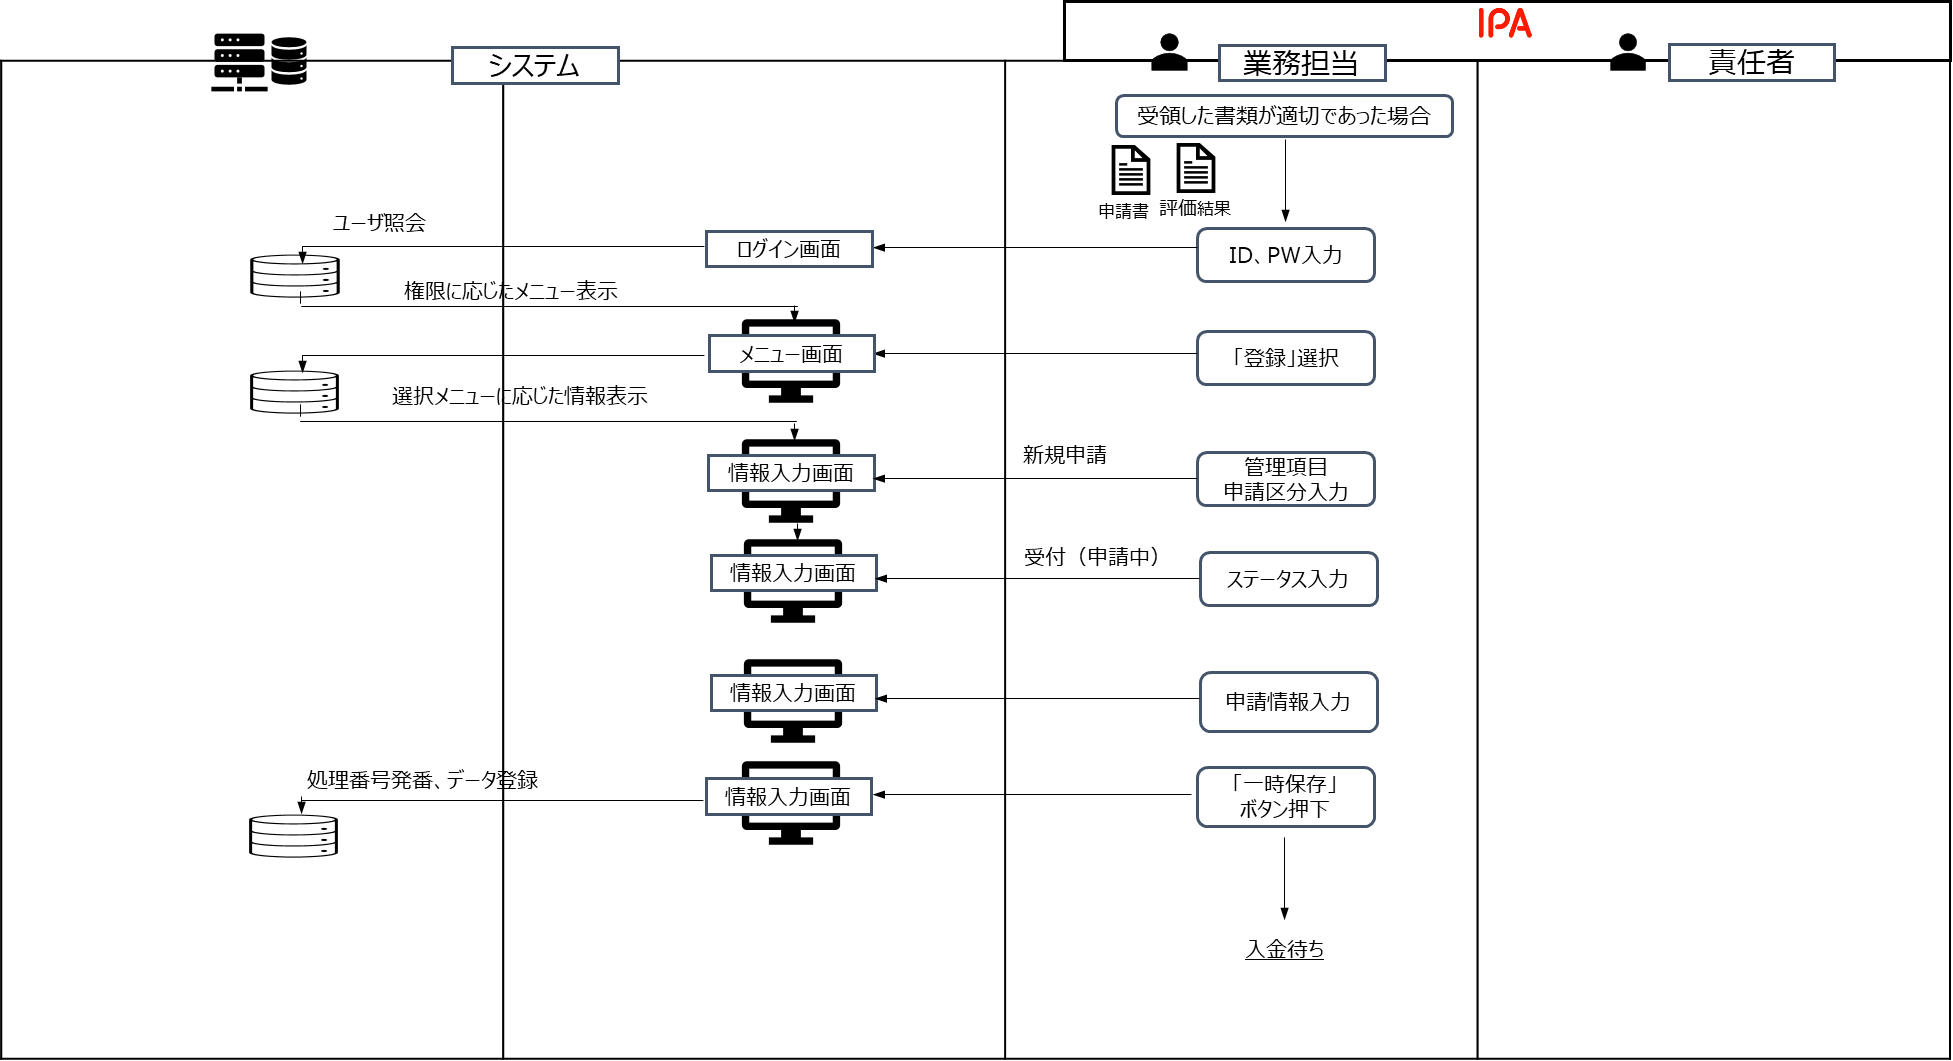 IPA
システム
業務担当
責任者
受領した書類が適切であった場合
申請書
評価結果
ユーザ照会
ログイン画面
ID、PW入力
権限に応じたメニュー表示
メニュー画面
「登録」選択
選択メニューに応じた情報表示
新規申請
情報入力画面
管理項目
申請区分入力
受付（申請中）
情報入力画面
ステータス入力
情報入力画面
申請情報入力
処理番号発番、データ登録
情報入力画面
「一時保存」
ボタン押下
入金待ち